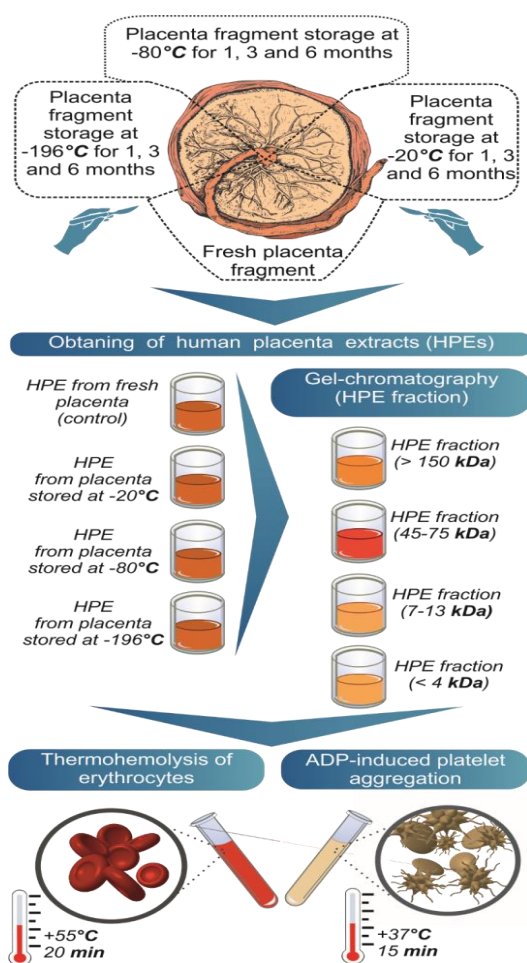 Placenta fragment storage at
-80°C for 1, 3 and 6 months
Placenta
fragment
storage at
-196°C for 1, 3
and 6 months
Placenta
fragment
storage at
-20°C for 1, 3
and 6 months
Fresh placenta
fragment
Obtaning of human placenta extracts (HPEs)
HPE from fresh
placenta
(control)
HPE
from placenta
stored at -20°C
HPE
from placenta
stored at -80°C
HPE
from placenta
stored at -196°C
Gel-chromatography
(HPE fraction)
HPE fraction
(> 150 kDa)
HPE fraction
(45-75 kDa)
HPE fraction
(7-13 kDa)
HPE fraction
(< 4 kDa)
Thermohemolysis of
erythrocytes
ADP-induced platelet
aggregation
+55°C
20 min
+37°C
15 min